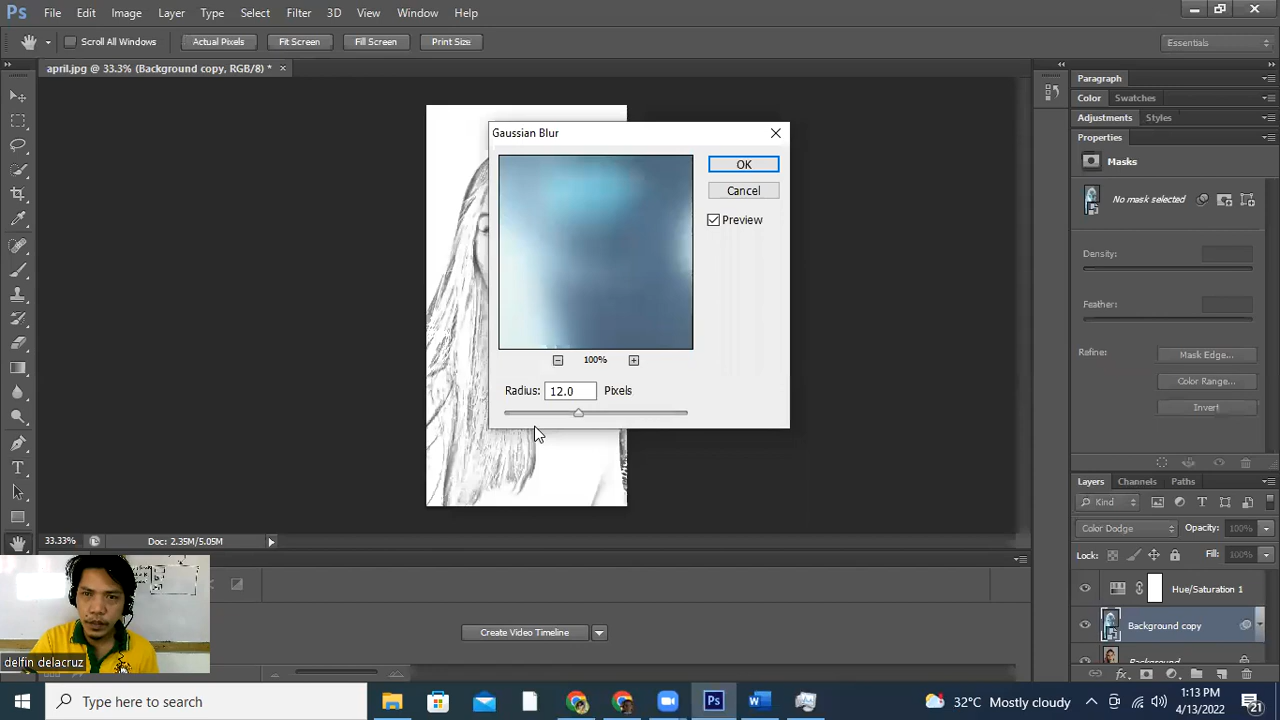 Ps File Edit Image Layer Type Select Filter 3D View Window Help
Scroll All Windows Actual Pixels Fit Screen Fill Screen Print Size Essentials
april.jpg @ 33.3% (Background copy, RGB/8) * ×
Gaussian Blur
OK
Cancel
Preview
100%
Radius: 12.0 Pixels
Paragraph
Color Swatches
Adjustments Styles
Properties
Masks
No mask selected
Density:
Feather:
Refine: Mask Edge...
Color Range...
Invert
Layers Channels Paths
Kind
Color Dodge Opacity: 100%
Lock: Fill: 100%
Hue/Saturation 1
Background copy
Background
33.33% Doc: 2.35M/5.05M
Create Video Timeline
delfin delacruz
Type here to search
Ps
32°C Mostly cloudy
1:13 PM
4/13/2022
21